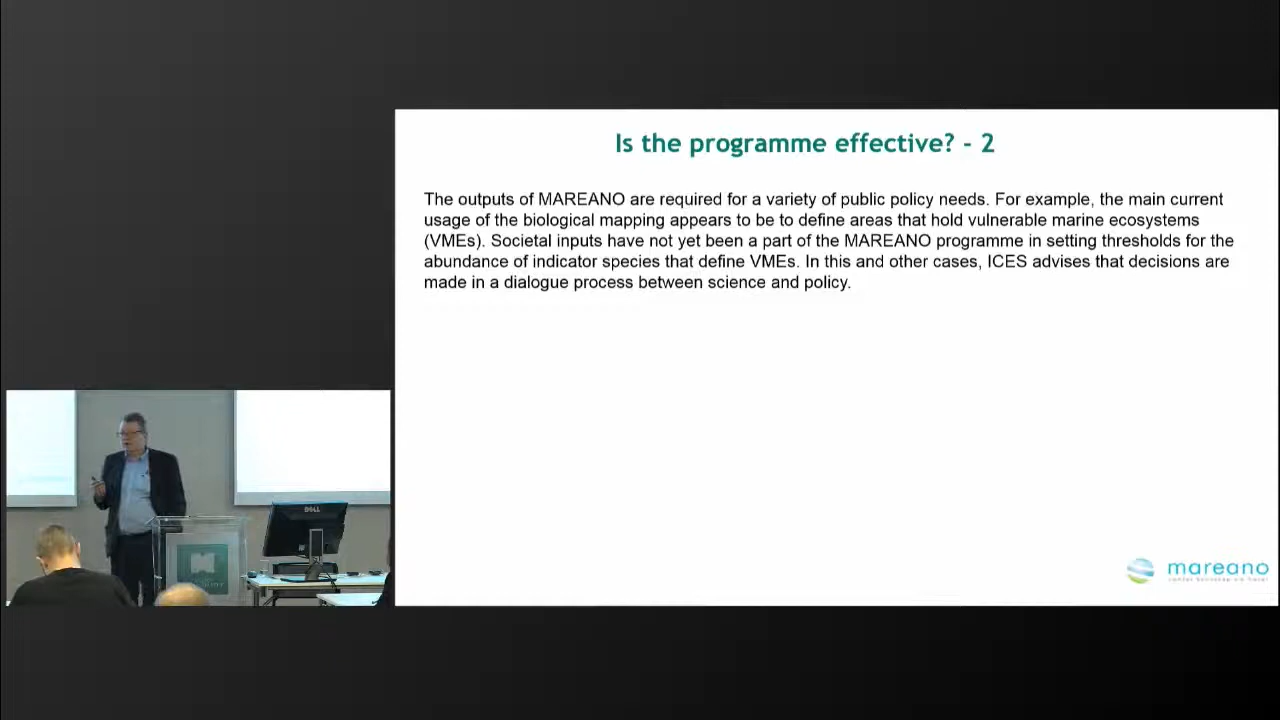 Is the programme effective? - 2
The outputs of MAREANO are required for a variety of public policy needs. For example, the main current
usage of the biological mapping appears to be to define areas that hold vulnerable marine ecosystems
(VMEs). Societal inputs have not yet been a part of the MAREANO programme in setting thresholds for the
abundance of indicator species that define VMEs. In this and other cases, ICES advises that decisions are
made in a dialogue process between science and policy.
DELL
mareano